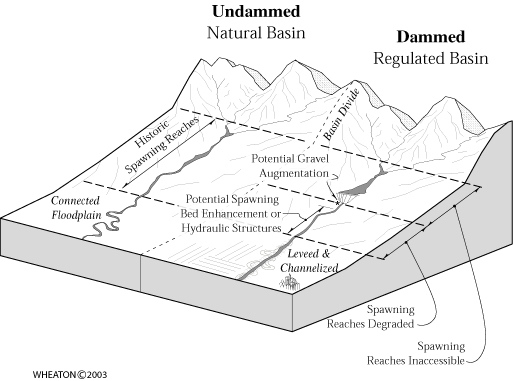 Undammed
Natural Basin
Dammed
Regulated Basin
Historic
Spawning Reaches
Basin Divide
Potential Gravel
Augmentation
Connected
Floodplain
Potential Spawning
Bed Enhancement or
Hydraulic Structures
Leveed &
Channelized
Spawning
Reaches Degraded
Spawning
Reaches Inaccessible
WHEATON©2003